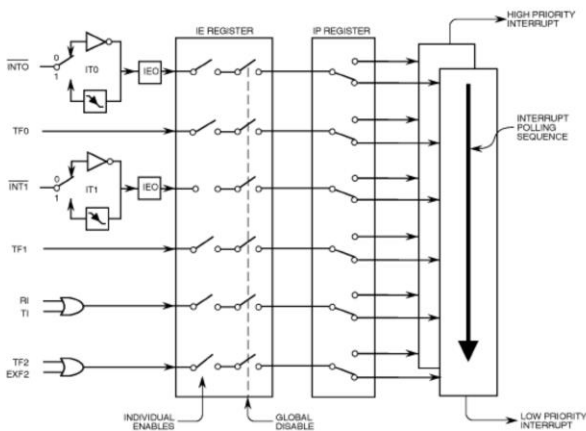 HIGH PRIORITY
INTERRUPT
IE REGISTER
IP REGISTER
INT0
0
1
IT0
IE0
TF0
INTERRUPT
POLLING
SEQUENCE
INT1
0
1
IT1
IE0
TF1
RI
TI
TF2
EXF2
INDIVIDUAL
ENABLES
GLOBAL
DISABLE
LOW PRIORITY
INTERRUPT